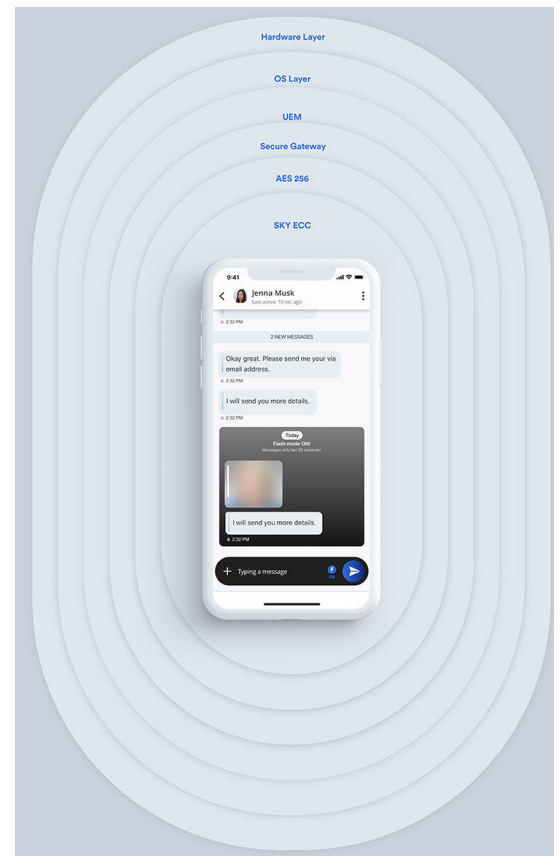 Hardware Layer
OS Layer
UEM
Secure Gateway
AES 256
SKY ECC
9:41
Jenna Musk
Last active: 10 sec ago
2:32 PM
2 NEW MESSAGES
Okay great. Please send me your via
email address.
2:32 PM
I will send you more details.
2:32 PM
Today
Flash mode ON!
Messages only last 30 seconds!
I will send you more details.
2:32 PM
Typing a message
ON